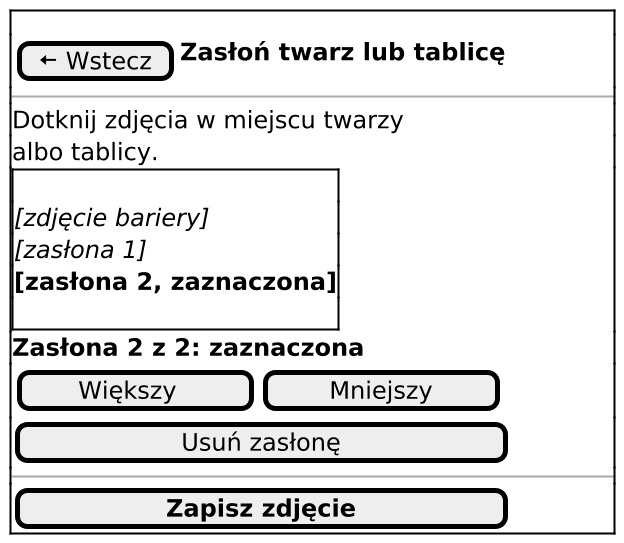 ← Wstecz Zasłoń twarz lub tablicę
Dotknij zdjęcia w miejscu twarzy
albo tablicy.
[zdjęcie bariery]
[zasłona 1]
[zasłona 2, zaznaczona]
Zasłona 2 z 2: zaznaczona
Większy Mniejszy
Usuń zasłonę
Zapisz zdjęcie